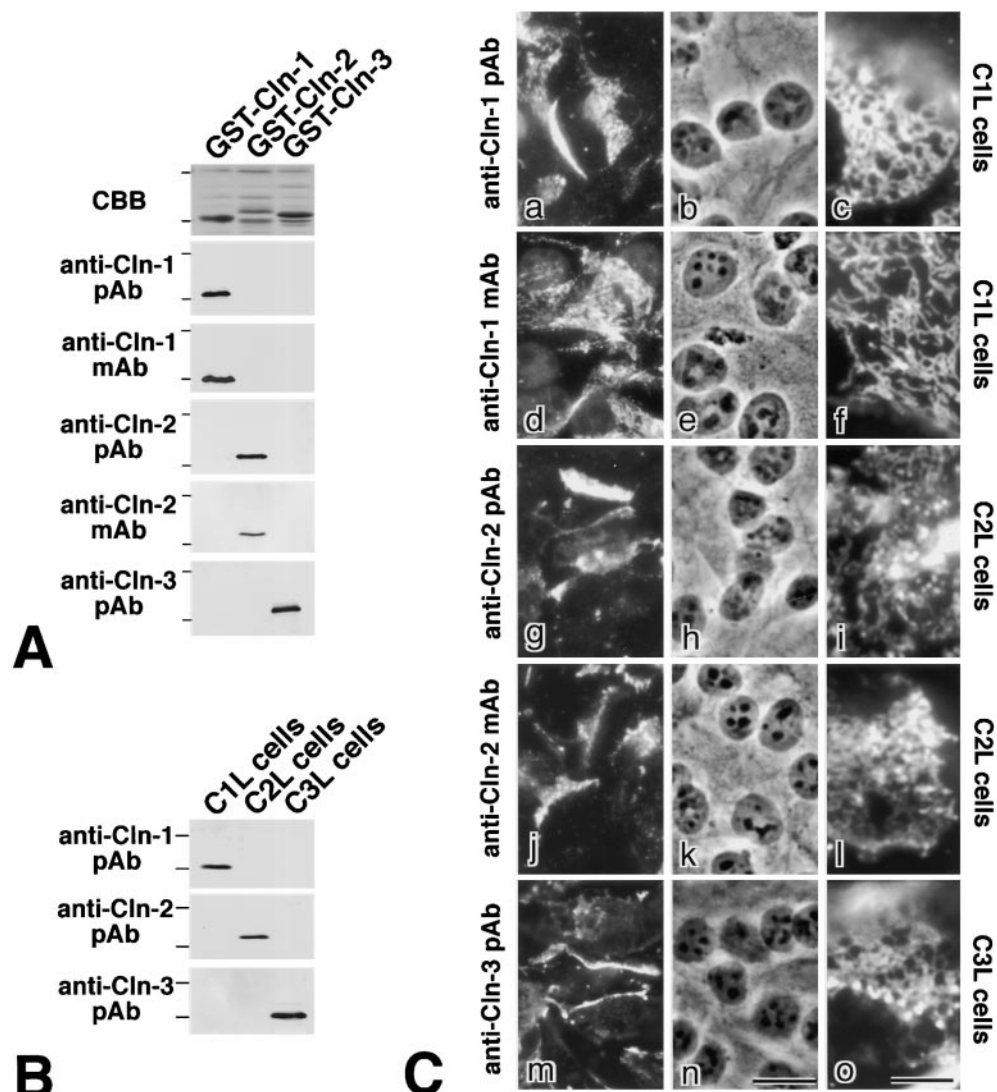 GST-Cln-1
GST-Cln-2
GST-Cln-3
CBB
anti-Cln-1
pAb
anti-Cln-1
mAb
anti-Cln-2
pAb
anti-Cln-2
mAb
anti-Cln-3
pAb
A
C1L cells
C2L cells
C3L cells
anti-Cln-1
pAb
anti-Cln-2
pAb
anti-Cln-3
pAb
B
anti-Cln-1 pAb
a
b
c
C1L cells
anti-Cln-1 mAb
d
e
f
C1L cells
anti-Cln-2 pAb
g
h
i
C2L cells
anti-Cln-2 mAb
j
k
l
C2L cells
anti-Cln-3 pAb
m
n
o
C3L cells
C